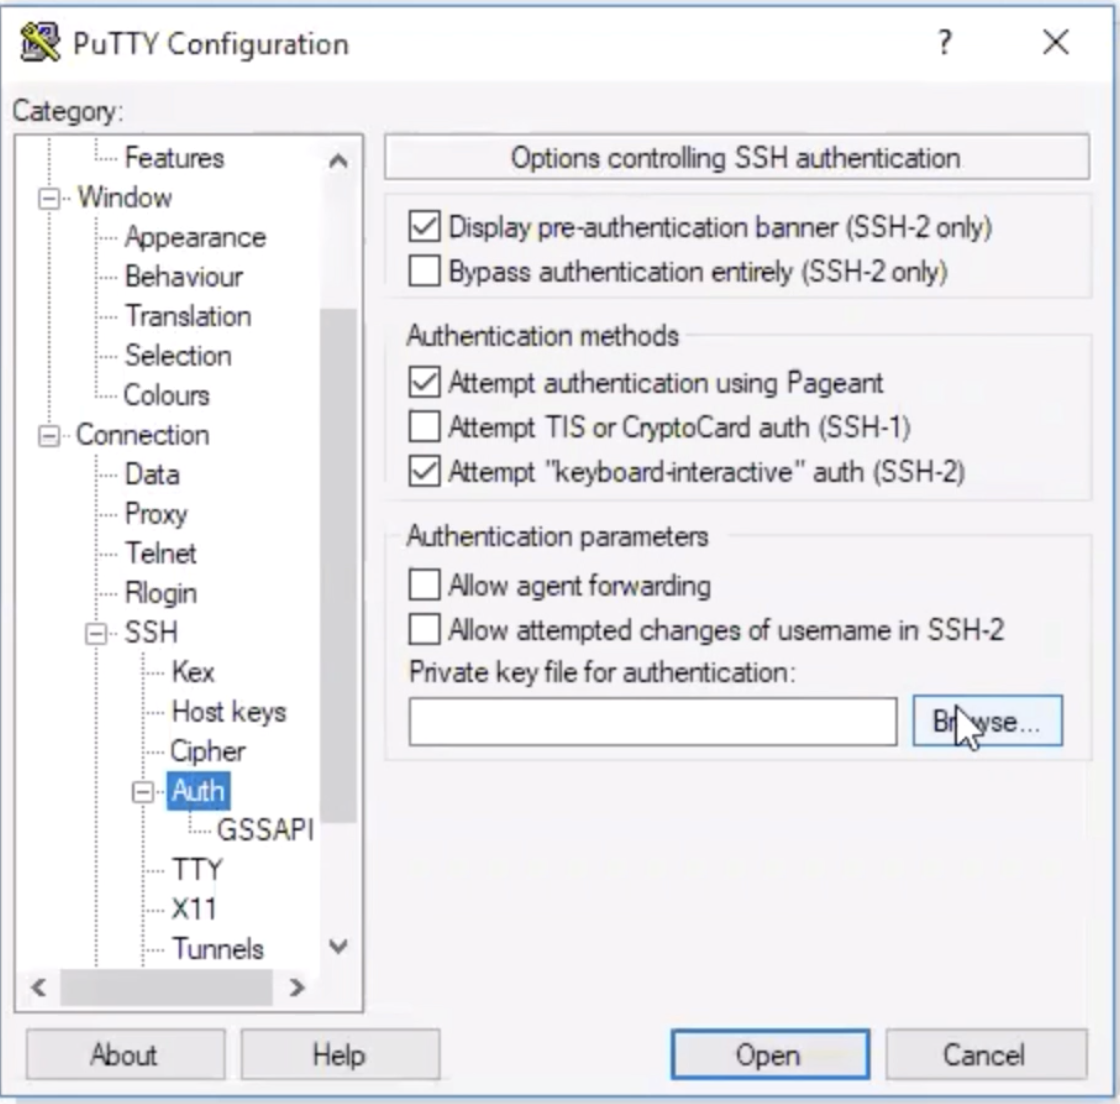 PuTTY Configuration
?
Category:
Features
Window
Appearance
Behaviour
Translation
Selection
Colours
Connection
Data
Proxy
Telnet
Rlogin
SSH
Kex
Host keys
Cipher
Auth
GSSAPI
TTY
X11
Tunnels
Options controlling SSH authentication
Display pre-authentication banner (SSH-2 only)
Bypass authentication entirely (SSH-2 only)
Authentication methods
Attempt authentication using Pageant
Attempt TIS or CryptoCard auth (SSH-1)
Attempt "keyboard-interactive" auth (SSH-2)
Authentication parameters
Allow agent forwarding
Allow attempted changes of username in SSH-2
Private key file for authentication:
Browse...
About
Help
Open
Cancel